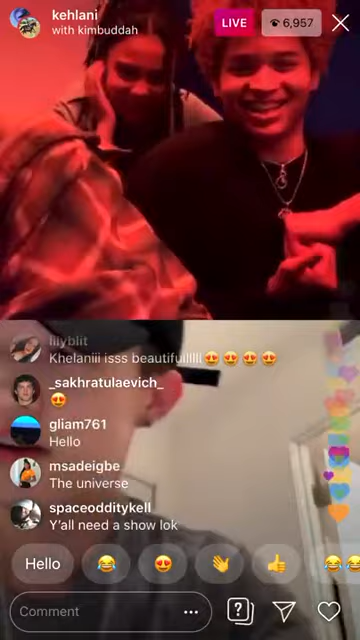 kehlani
with kimbuddah
LIVE
6,957
lilyblit
Khelaniii isss beautifulllll😍😍😍😍
_sakhratulaevich_
😍
gliam761
Hello
msadeigbe
The universe
spaceodditykell
Y'all need a show lok
Hello
Comment